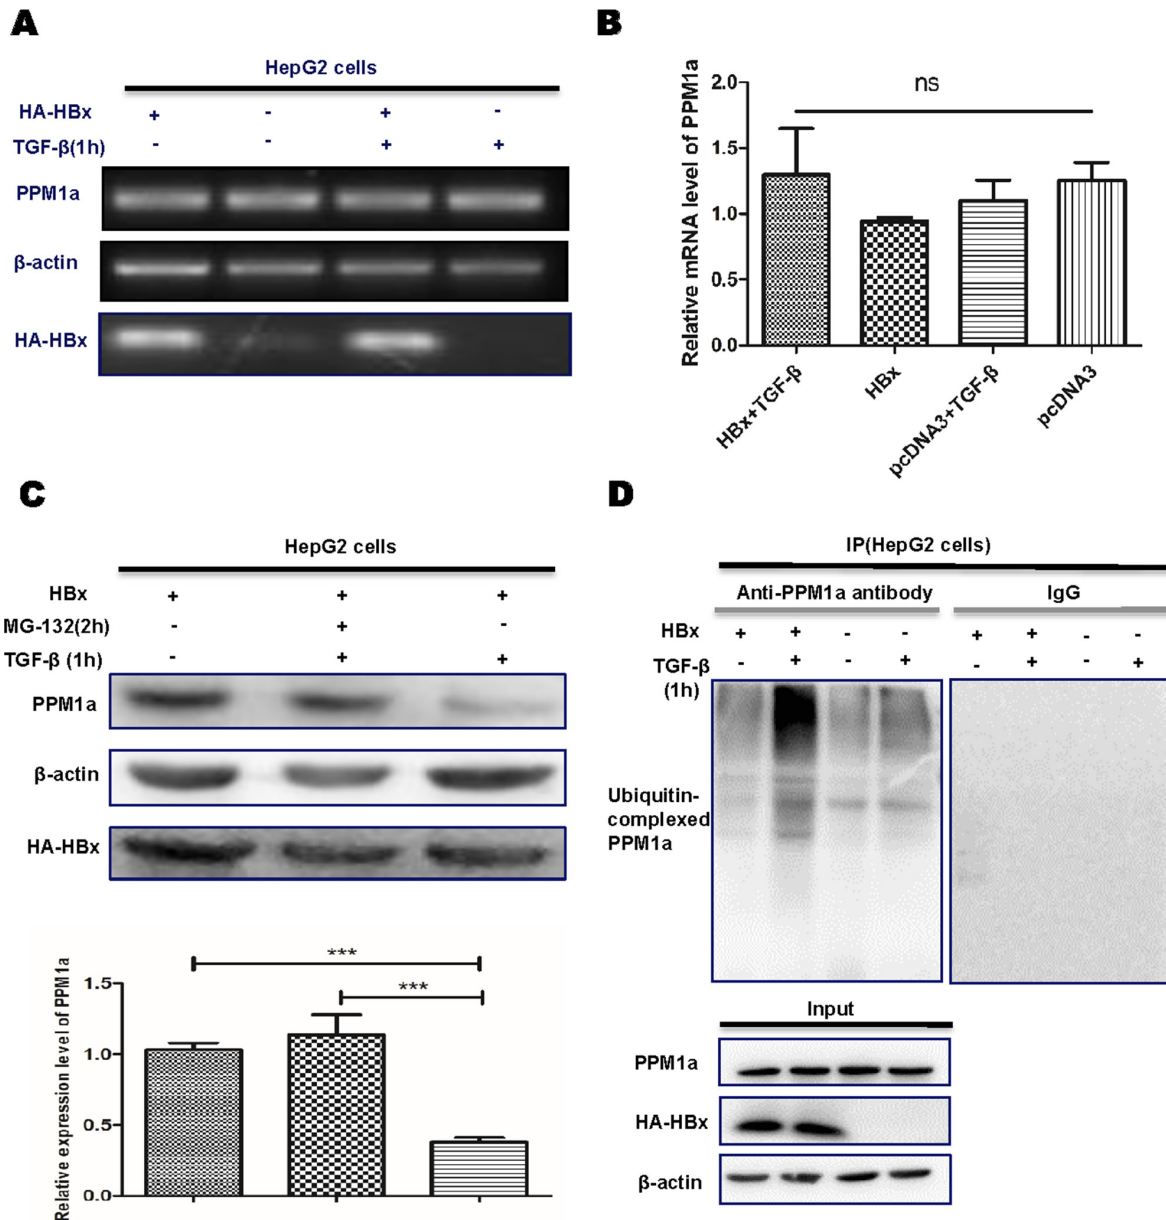 A
HepG2 cells
HA-HBx + - + -
TGF-β(1h) - - + +
PPM1a
β-actin
HA-HBx
B
Relative mRNA level of PPM1a
2.0
1.5
1.0
0.5
0.0
ns
HBx+TGF-β
HBx
pcDNA3+TGF-β
pcDNA3
C
HepG2 cells
HBx + + +
MG-132(2h) - + -
TGF-β (1h) - + +
PPM1a
β-actin
HA-HBx
Relative expression level of PPM1a
1.5
1.0
0.5
0.0
***
***
D
IP(HepG2 cells)
Anti-PPM1a antibody IgG
HBx + + - - + + - -
TGF-β - + - + - + - +
(1h)
Ubiquitin-
complexed
PPM1a
Input
PPM1a
HA-HBx
β-actin